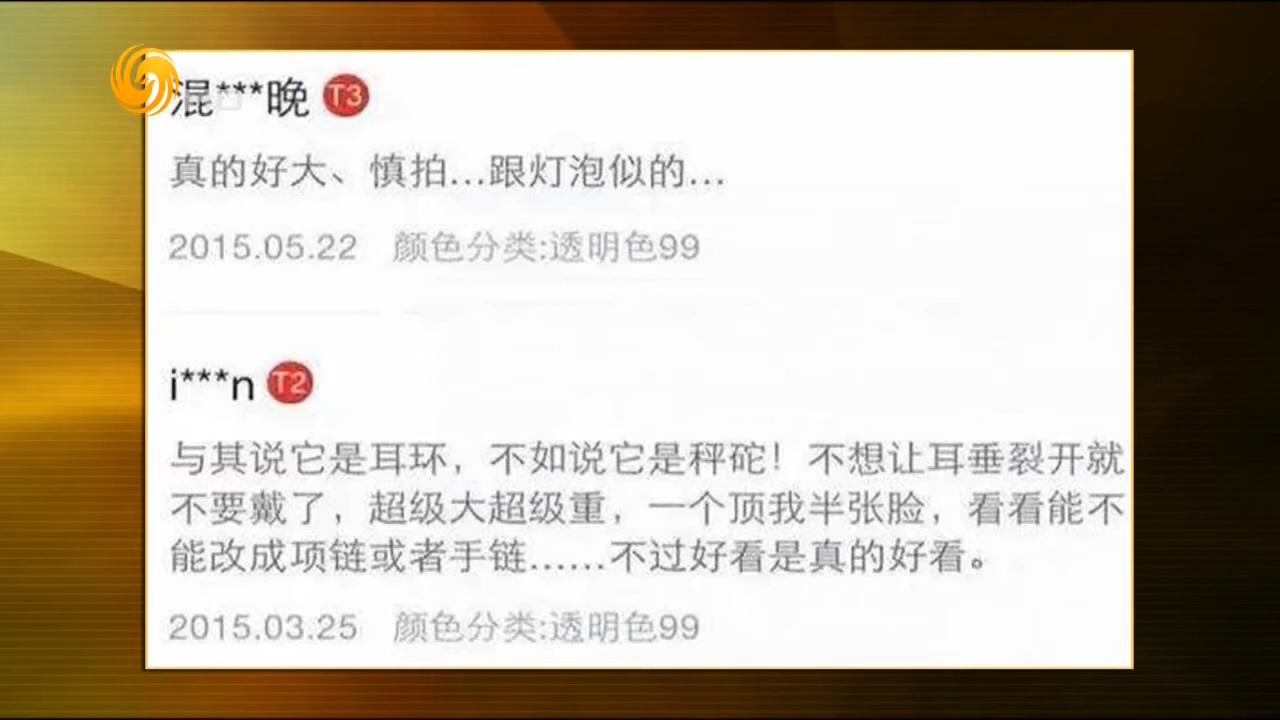 混***晚 T3
真的好大、慎拍...跟灯泡似的...
2015.05.22 颜色分类:透明色99
i***n T2
与其说它是耳环，不如说它是秤砣！不想让耳垂裂开就
不要戴了，超级大超级重，一个顶我半张脸，看看能不
能改成项链或者手链......不过好看是真的好看。
2015.03.25 颜色分类:透明色99